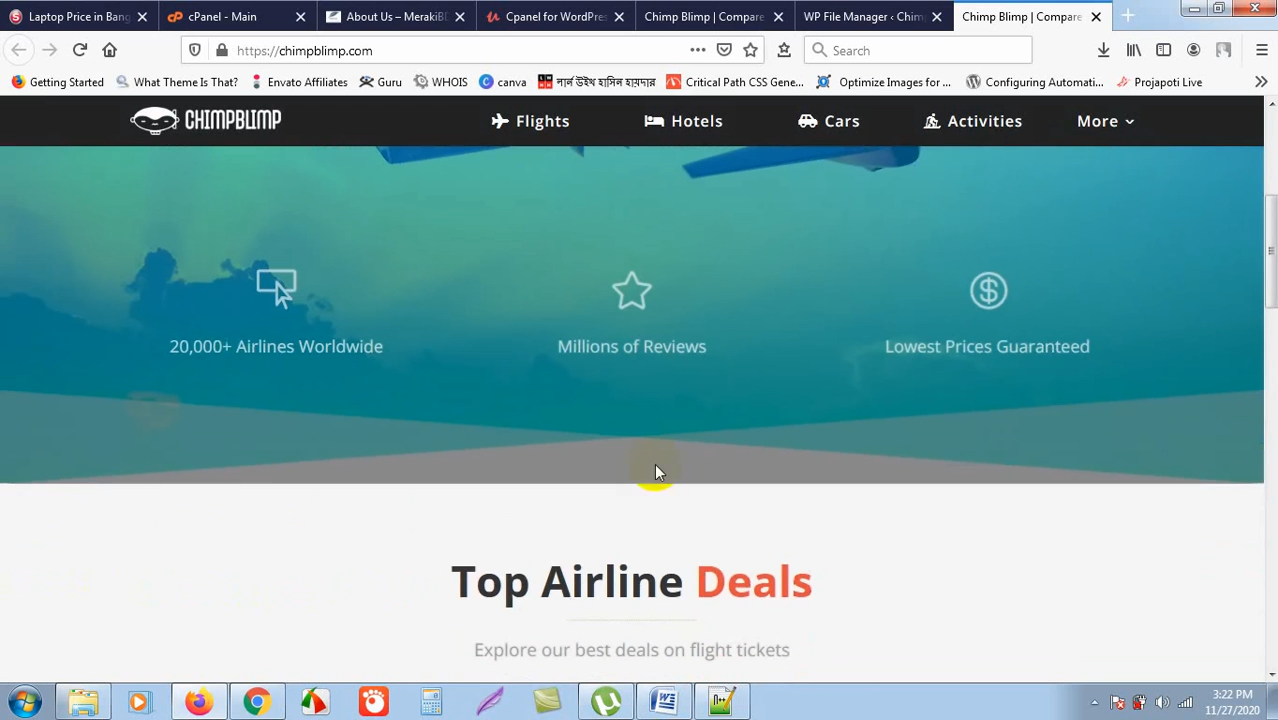 Laptop Price in Bang
cPanel - Main
About Us – MerakiBD
Cpanel for WordPres
Chimp Blimp | Compare
WP File Manager ‹ Chim
Chimp Blimp | Compare
https://chimpblimp.com
Search
Getting Started
What Theme Is That?
Envato Affiliates
Guru
WHOIS
canva
লার্ন উইথ হাসিন হায়দার
Critical Path CSS Gene...
Optimize Images for ...
Configuring Automati...
Projapoti Live
CHIMPBLIMP
Flights
Hotels
Cars
Activities
More
20,000+ Airlines Worldwide
Millions of Reviews
Lowest Prices Guaranteed
Top Airline Deals
Explore our best deals on flight tickets
3:22 PM
11/27/2020